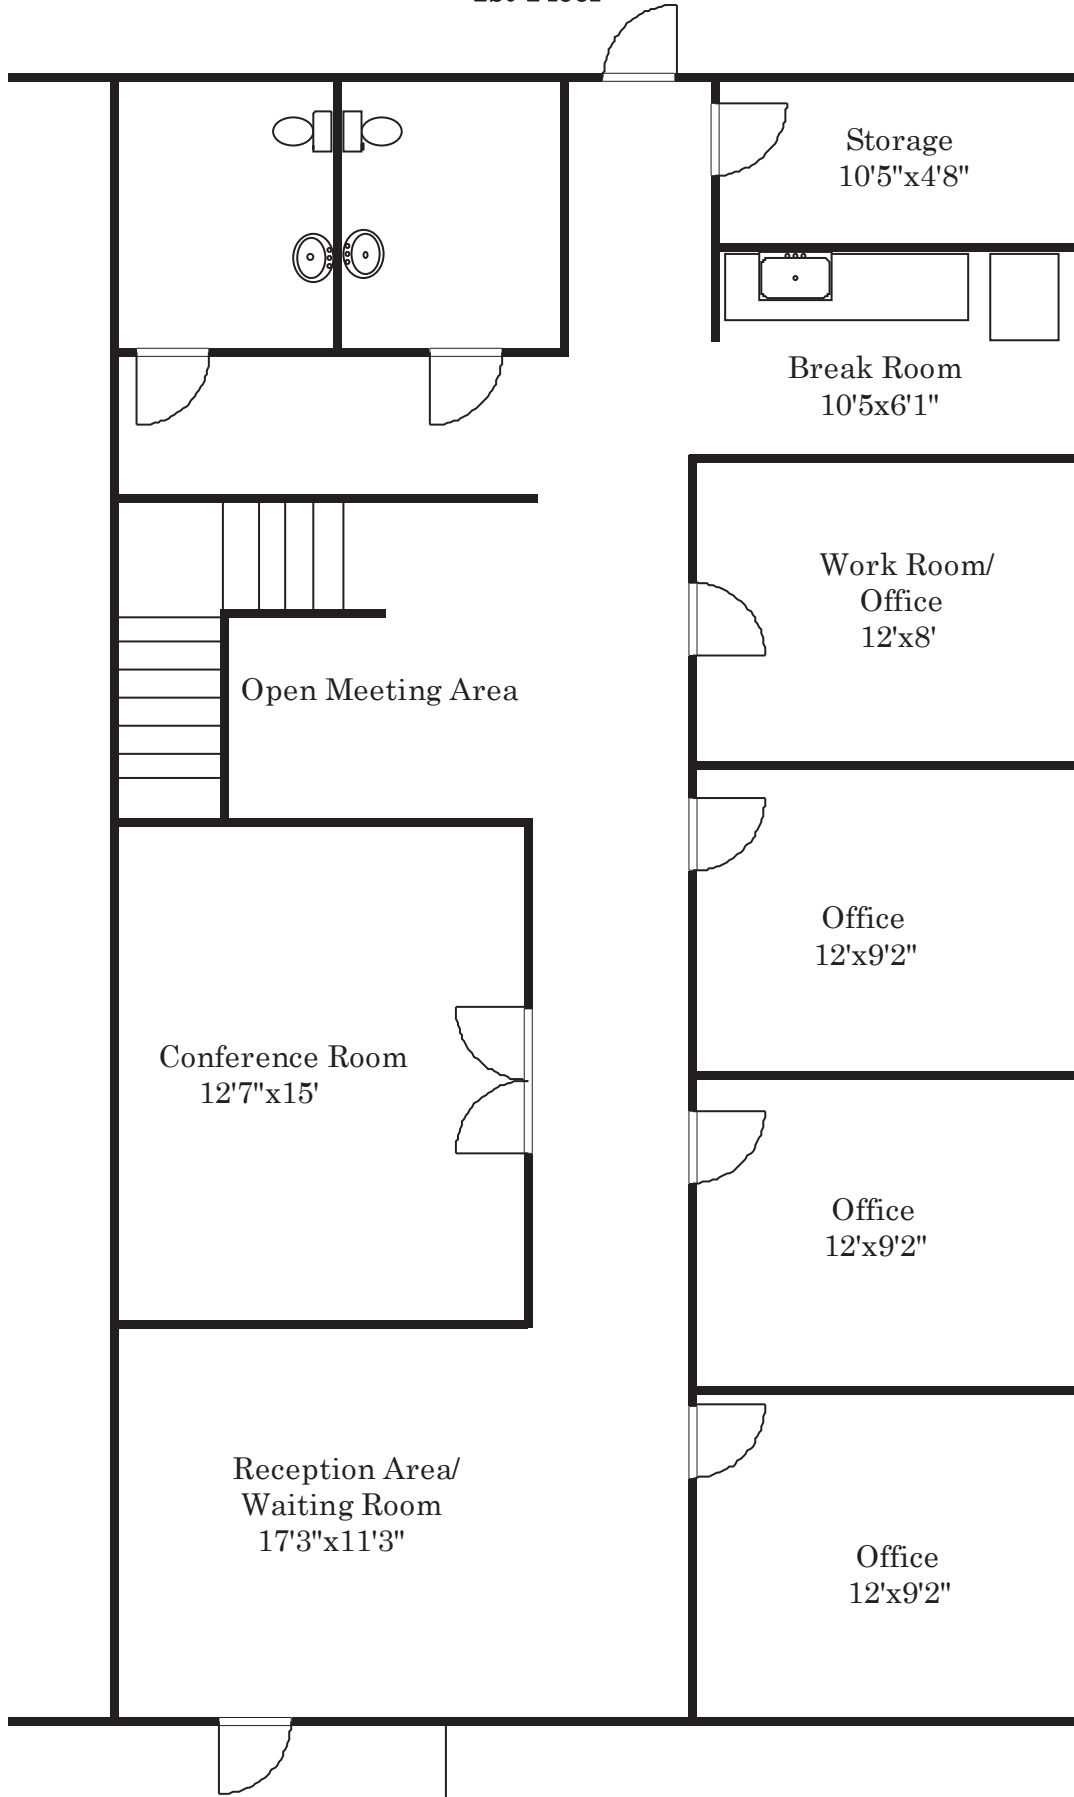 Storage
10'5"x4'8"
Break Room
10'5x6'1"
Work Room/
Office
12'x8'
Open Meeting Area
Office
12'x9'2"
Conference Room
12'7"x15'
Office
12'x9'2"
Reception Area/
Waiting Room
17'3"x11'3"
Office
12'x9'2"